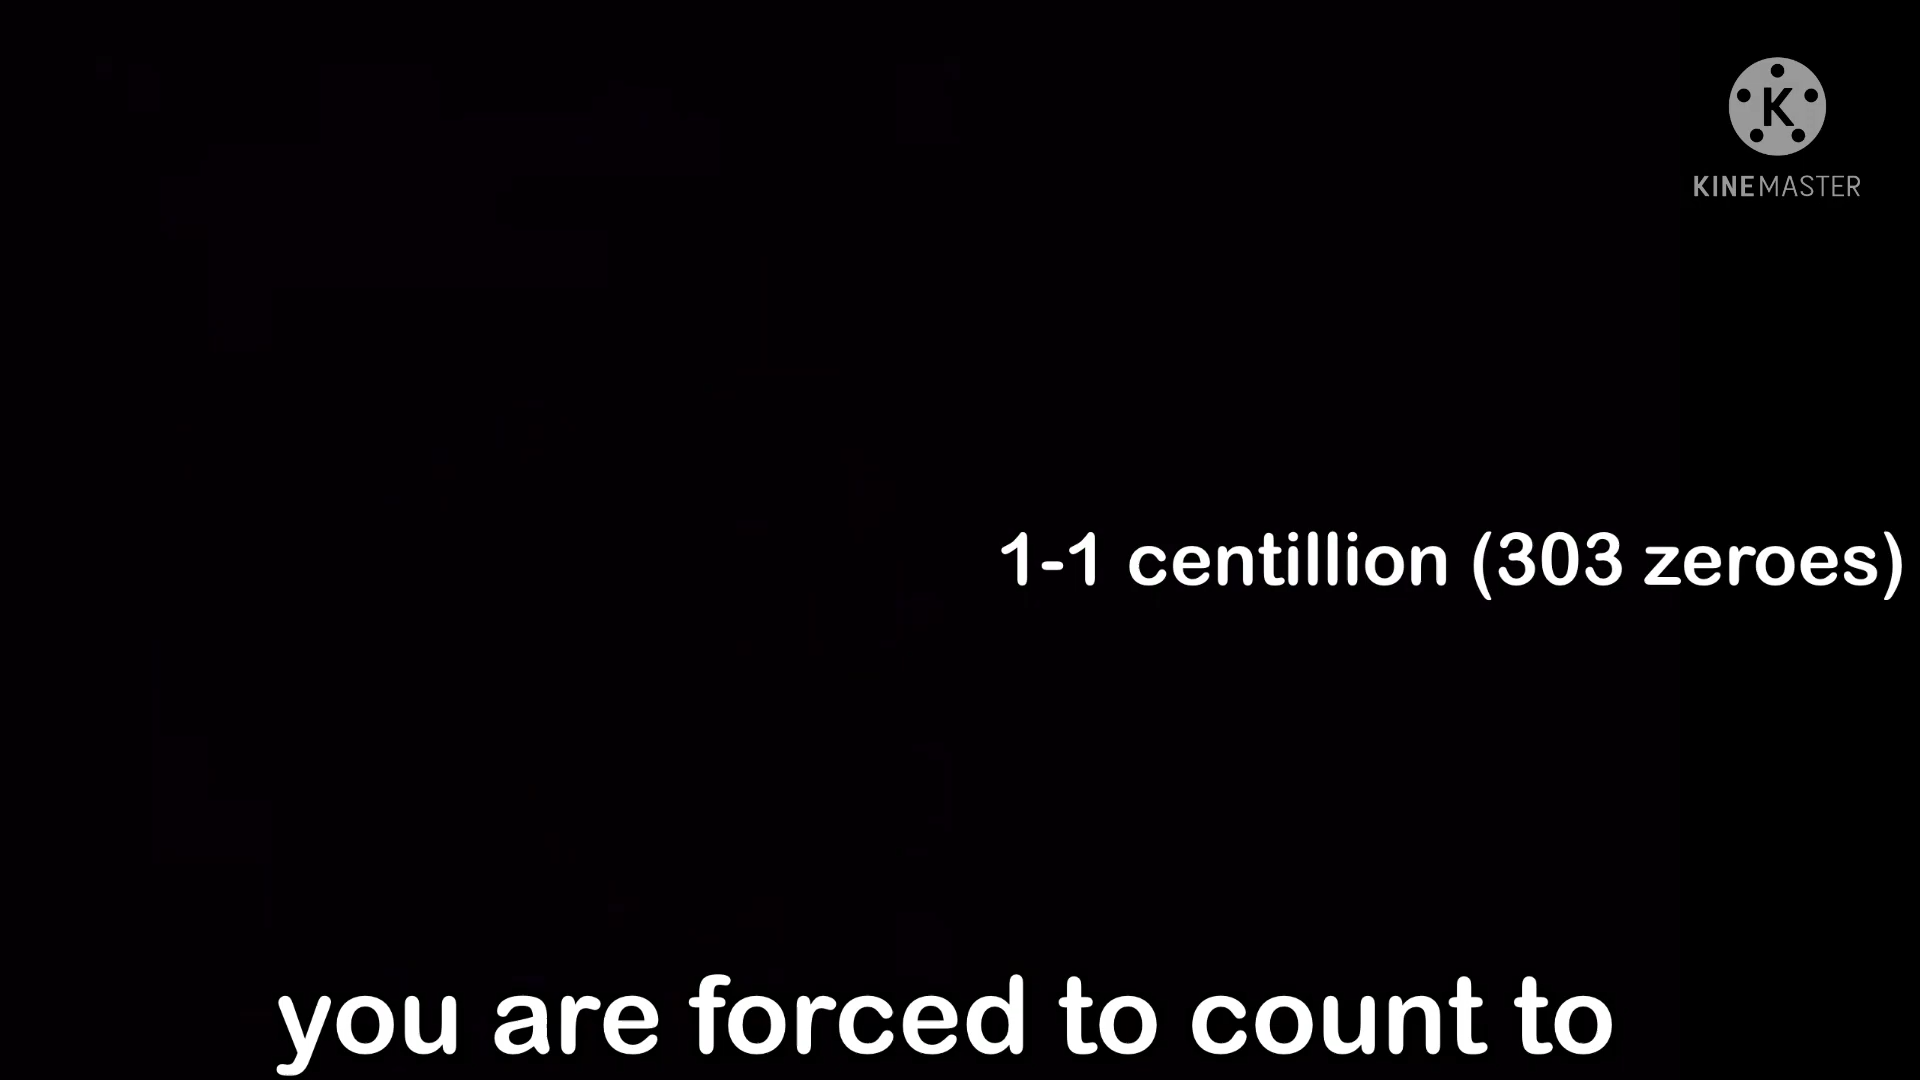 K
KINEMASTER
1-1 centillion (303 zeroes)
you are forced to count to